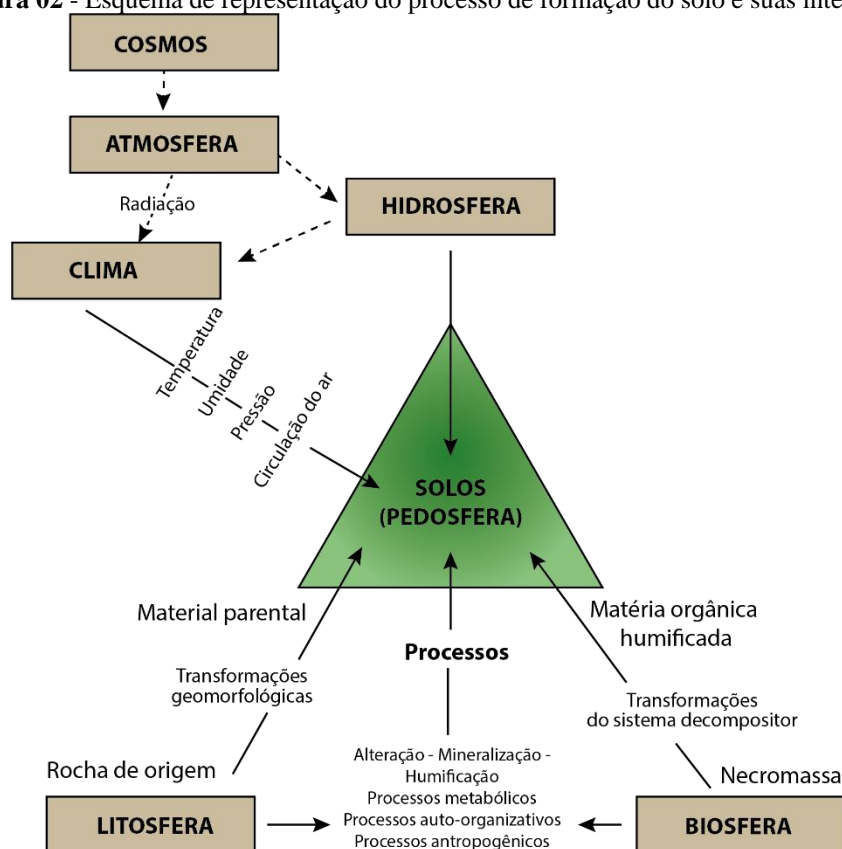 02 - Esquema de representação do processo de formação do solo e suas
COSMOS
ATMOSFERA
Radiação
HIDROSFERA
CLIMA
Temperatura
Umidade
Pressão
Circulação do ar
SOLOS
(PEDOSFERA)
Material parental
Matéria orgânica
humificada
Processos
Transformações
geomorfológicas
Transformações
do sistema decompositor
Alteração - Mineralização -
Humificação
Rocha de origem
Necromassa
Processos metabólicos
LITOSFERA
Processos auto-organizativos
BIOSFERA
Processos antropogênicos